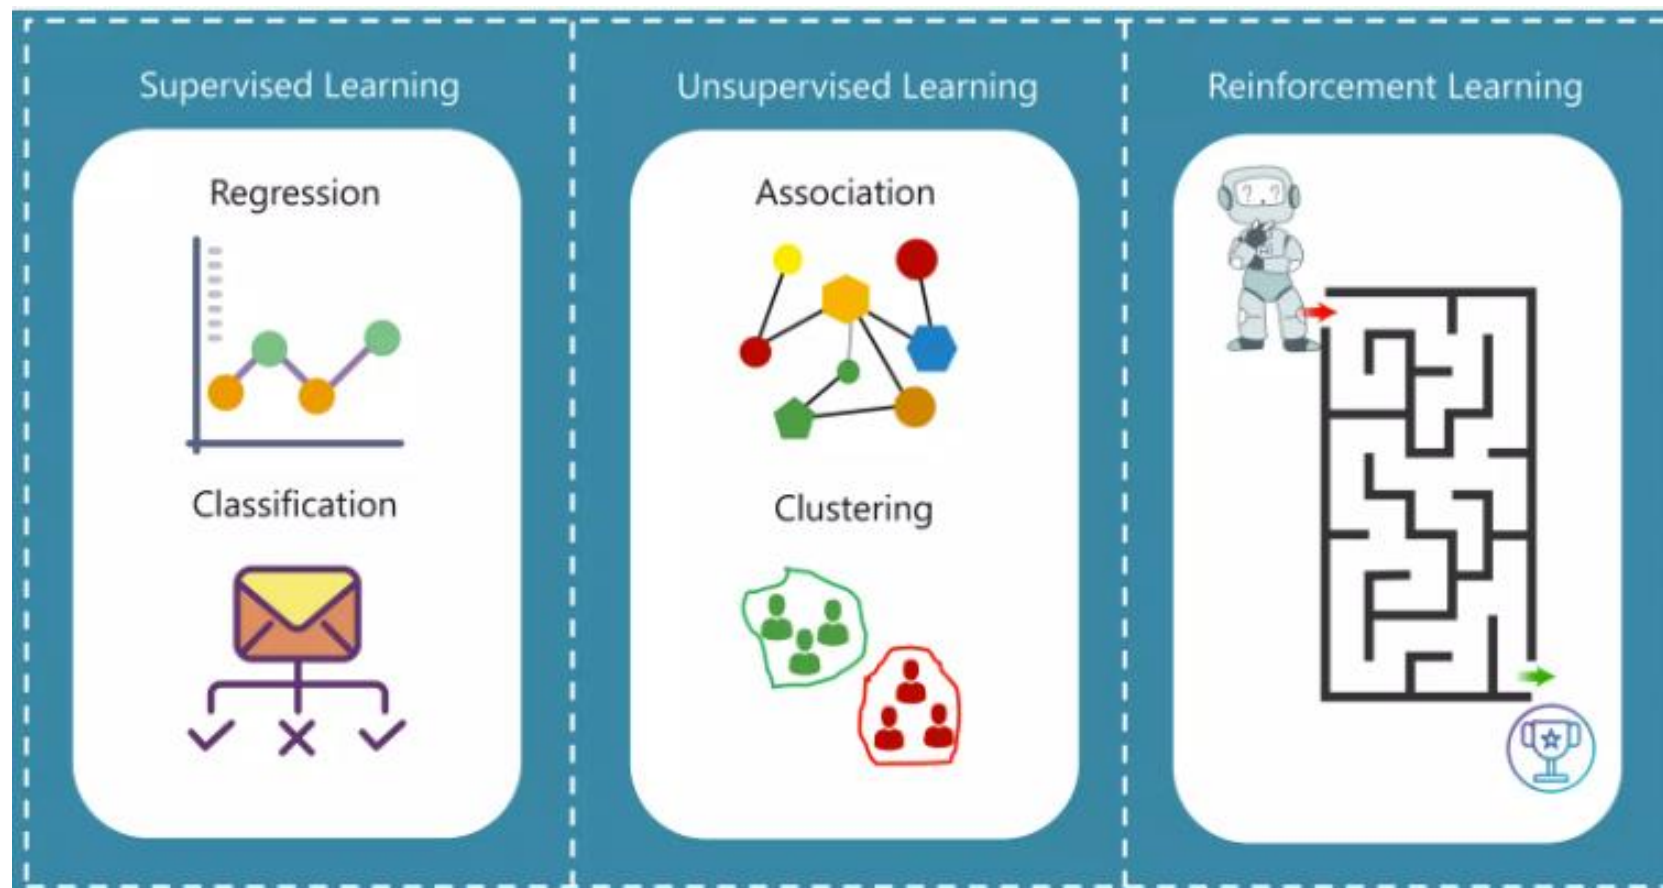 Supervised Learning
Regression
Classification
Unsupervised Learning
Association
Clustering
Reinforcement Learning
? ?